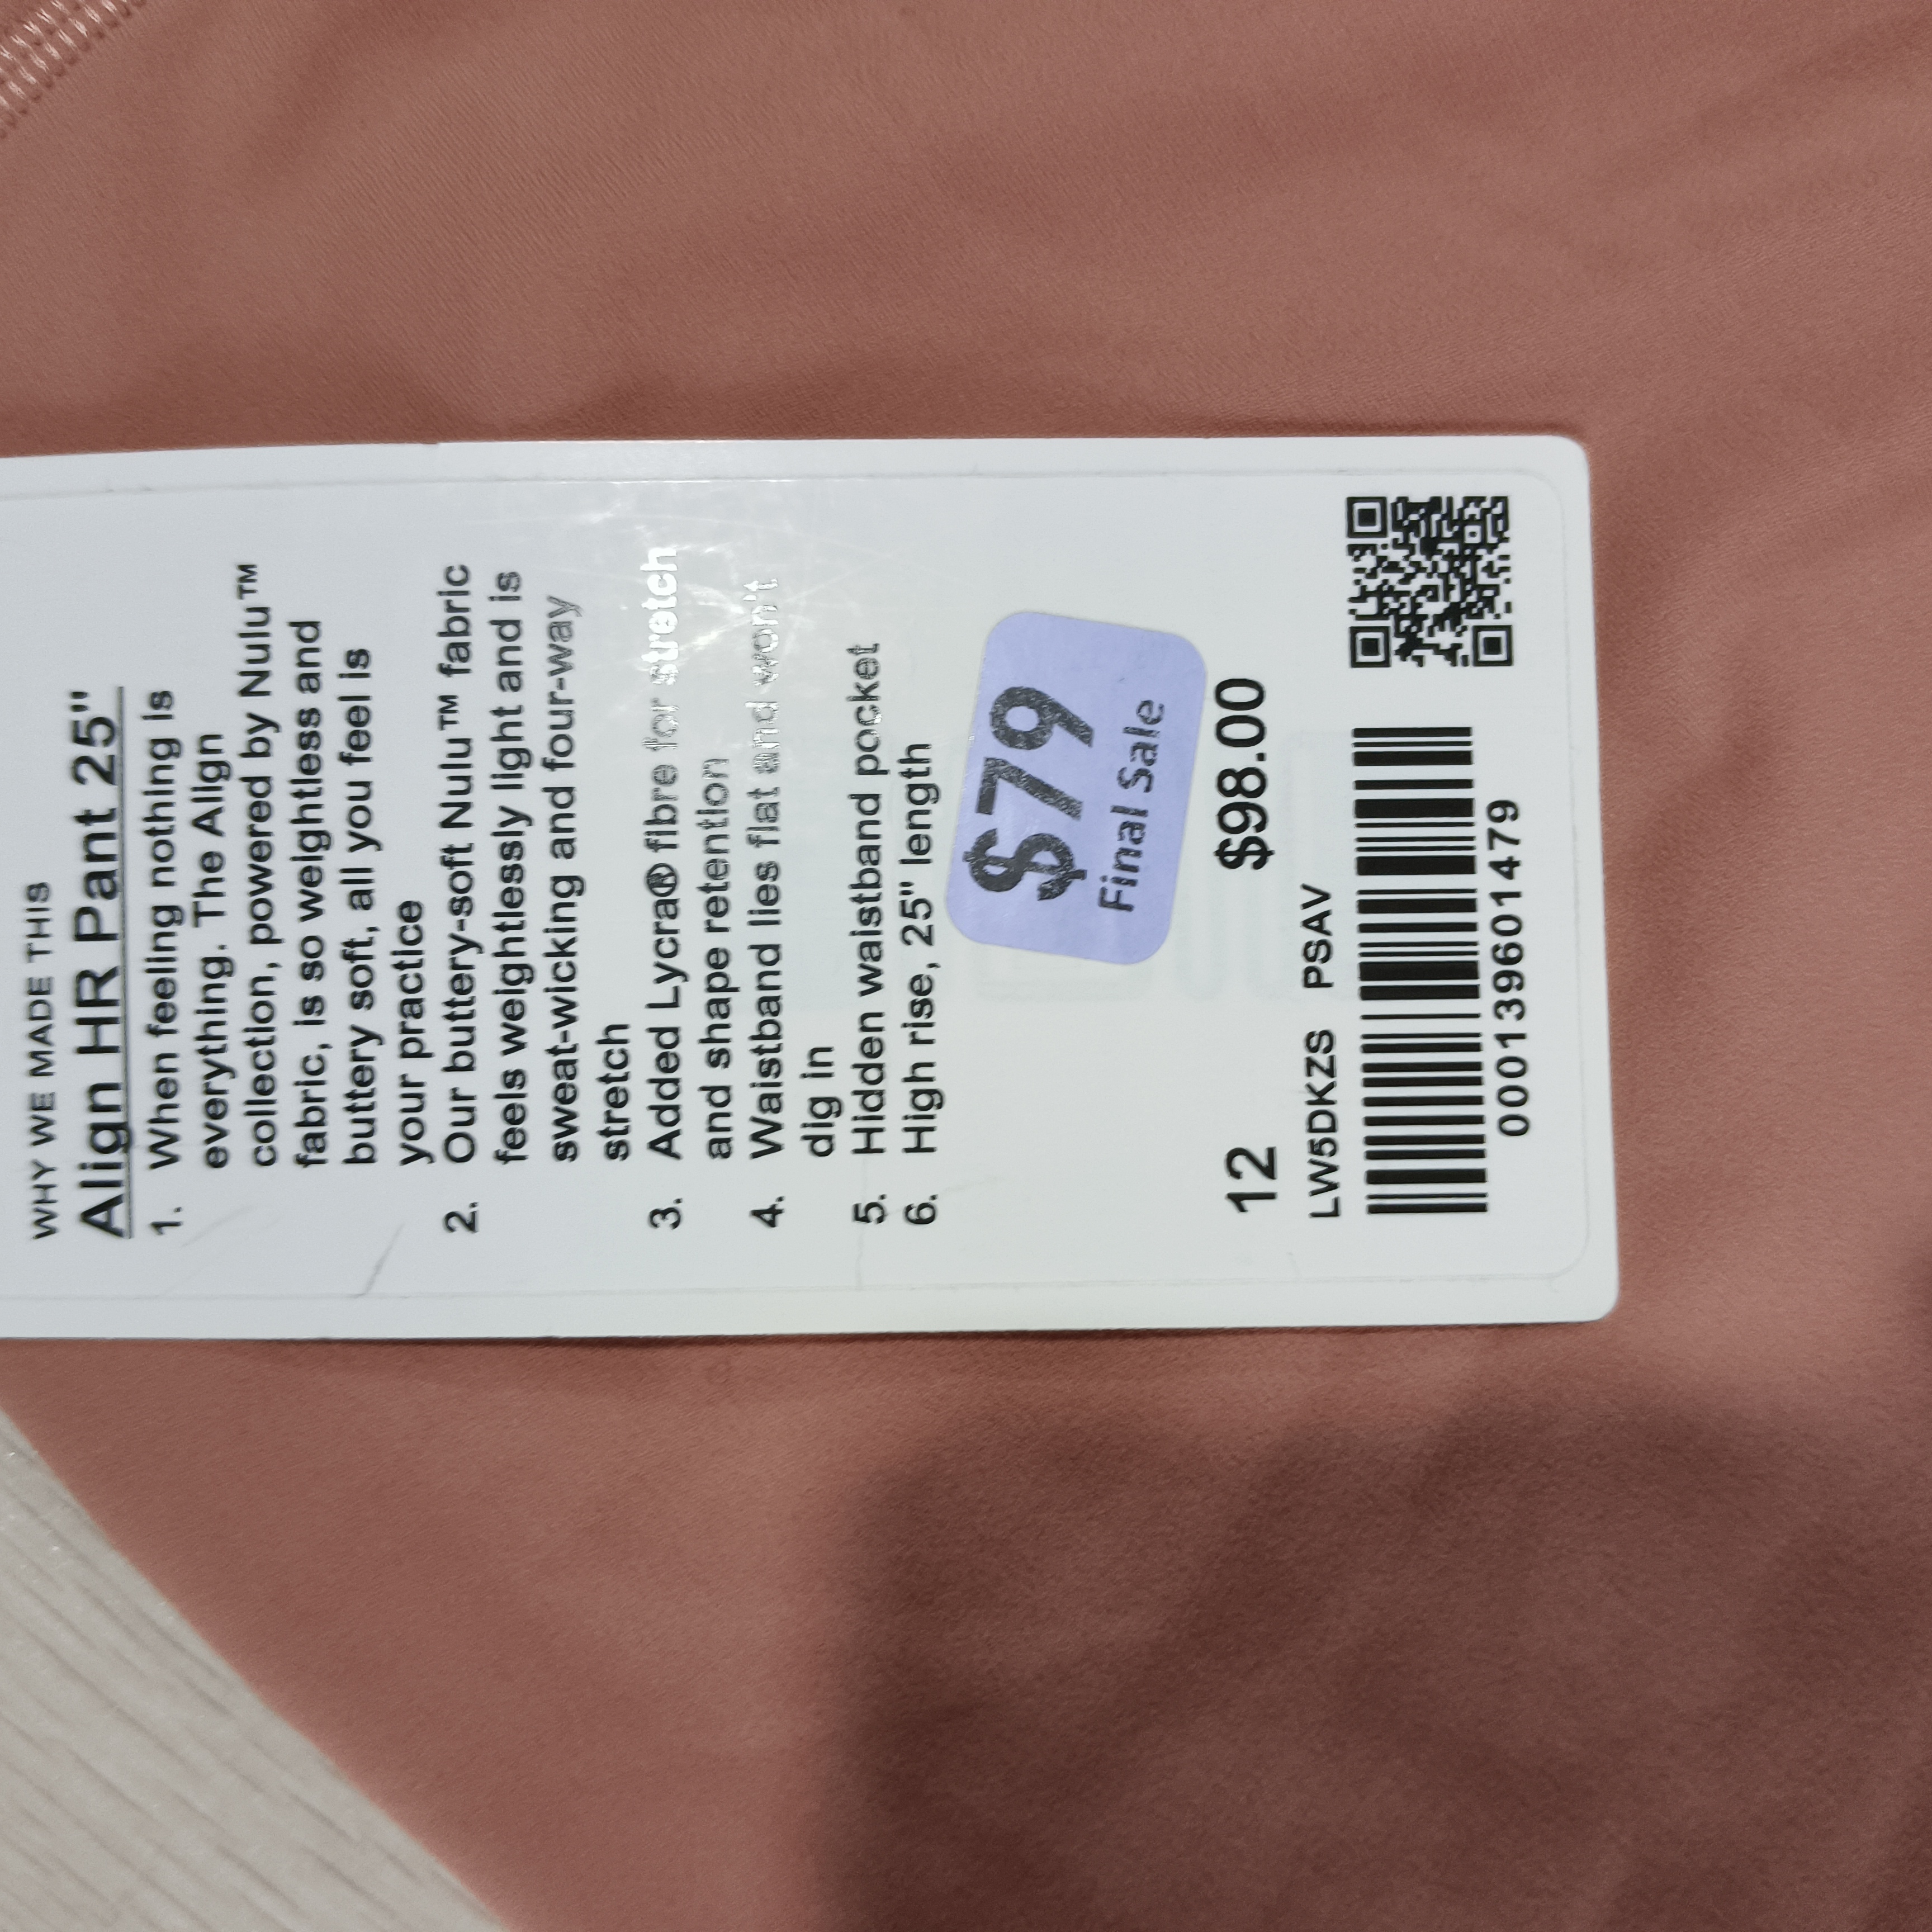 WHY WE MADE THIS
Align HR Pant 25"
1. When feeling nothing is
everything. The Align
collection, powered by Nulu™
fabric, is so weightless and
buttery soft, all you feel is
your practice
2. Our buttery-soft Nulu™ fabric
feels weightlessly light and is
sweat-wicking and four-way
stretch
3. Added Lycra® fibre for stretch
and shape retention
4. Waistband lies flat and won't
dig in
5. Hidden waistband pocket
6. High rise, 25" length
$79
Final Sale
12 $98.00
LW5DKZS PSAV
000139601479